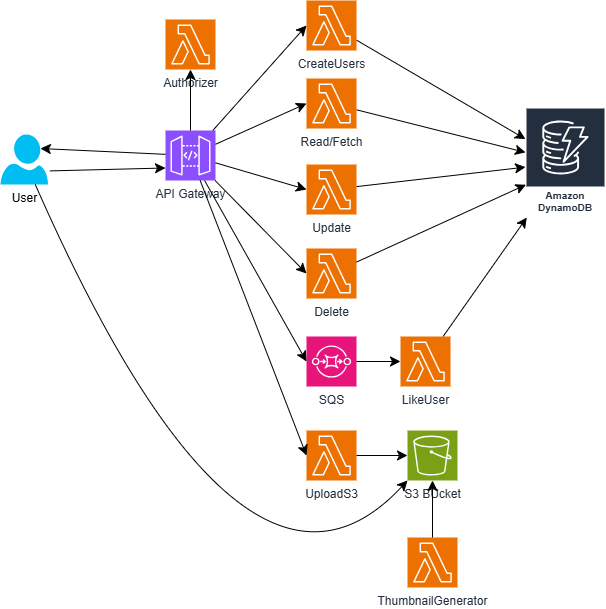 CreateUsers
Authorizer
Read/Fetch
User
API Gateway
Amazon
DynamoDB
Update
Delete
SQS
LikeUser
UploadS3
S3 BUcket
ThumbnailGenerator